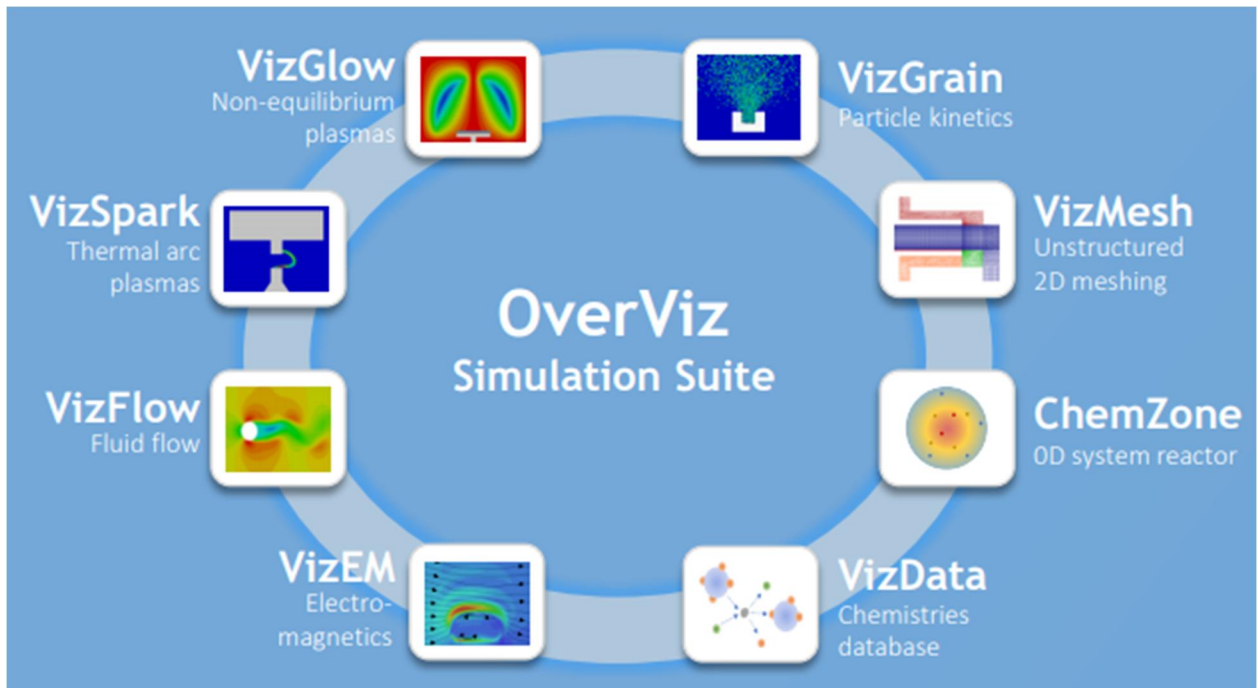 VizGlow
Non-equilibrium
plasmas
VizGrain
Particle kinetics
VizSpark
Thermal arc
plasmas
VizMesh
Unstructured
2D meshing
OverViz
Simulation Suite
VizFlow
Fluid flow
ChemZone
0D system reactor
VizEM
Electro-
magnetics
VizData
Chemistries
database